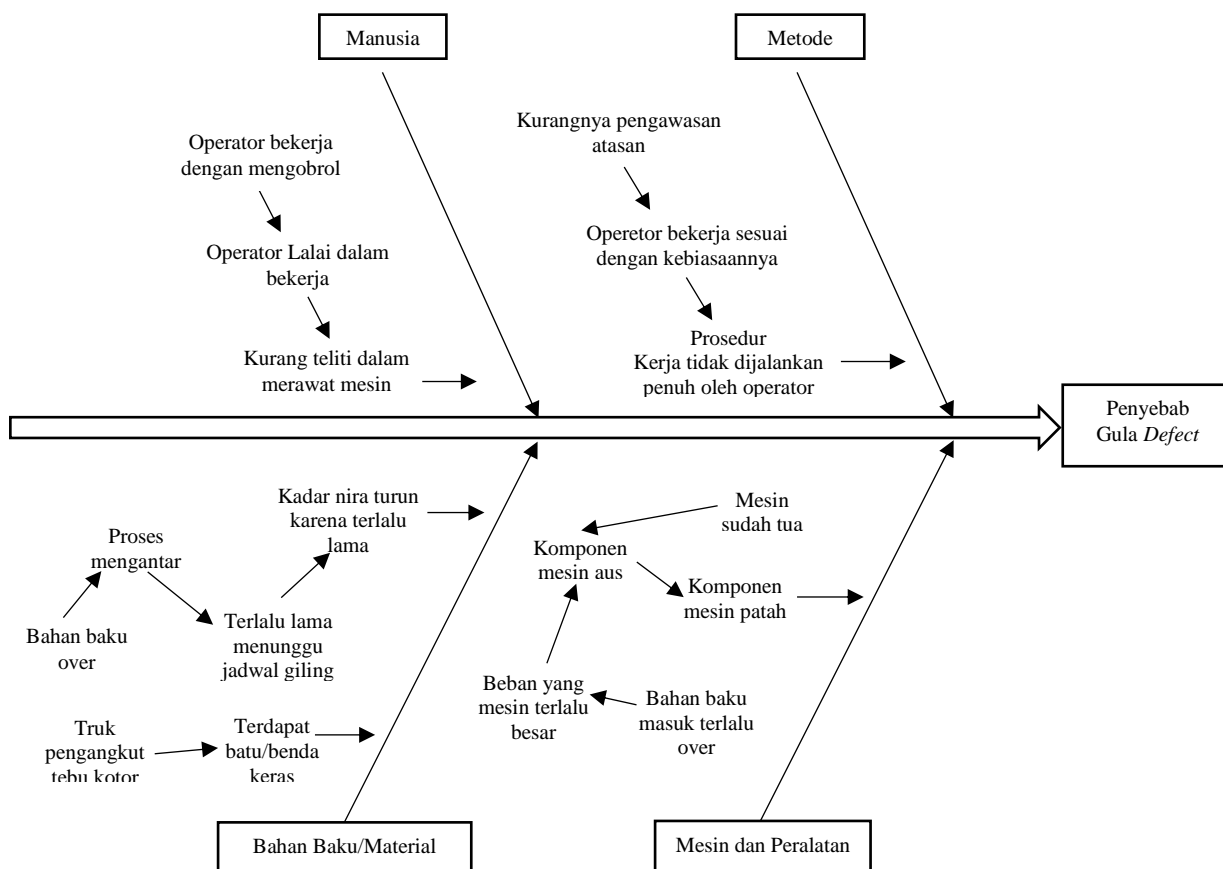 Manusia
Metode
Operator bekerja
dengan mengobrol
Operator Lalai dalam
bekerja
Kurang teliti dalam
merawat mesin
Kurangnya pengawasan
atasan
Operetor bekerja sesuai
dengan kebiasaannya
Prosedur
Kerja tidak dijalankan
penuh oleh operator
Penyebab
Gula Defect
Kadar nira turun
karena terlalu
lama
Proses
mengantar
Bahan baku
over
Terlalu lama
menunggu
jadwal giling
Truk
pengangkut
tebu kotor
Terdapat
batu/benda
keras
Mesin
sudah tua
Komponen
mesin aus
Komponen
mesin patah
Beban yang
mesin terlalu
besar
Bahan baku
masuk terlalu
over
Bahan Baku/Material
Mesin dan Peralatan